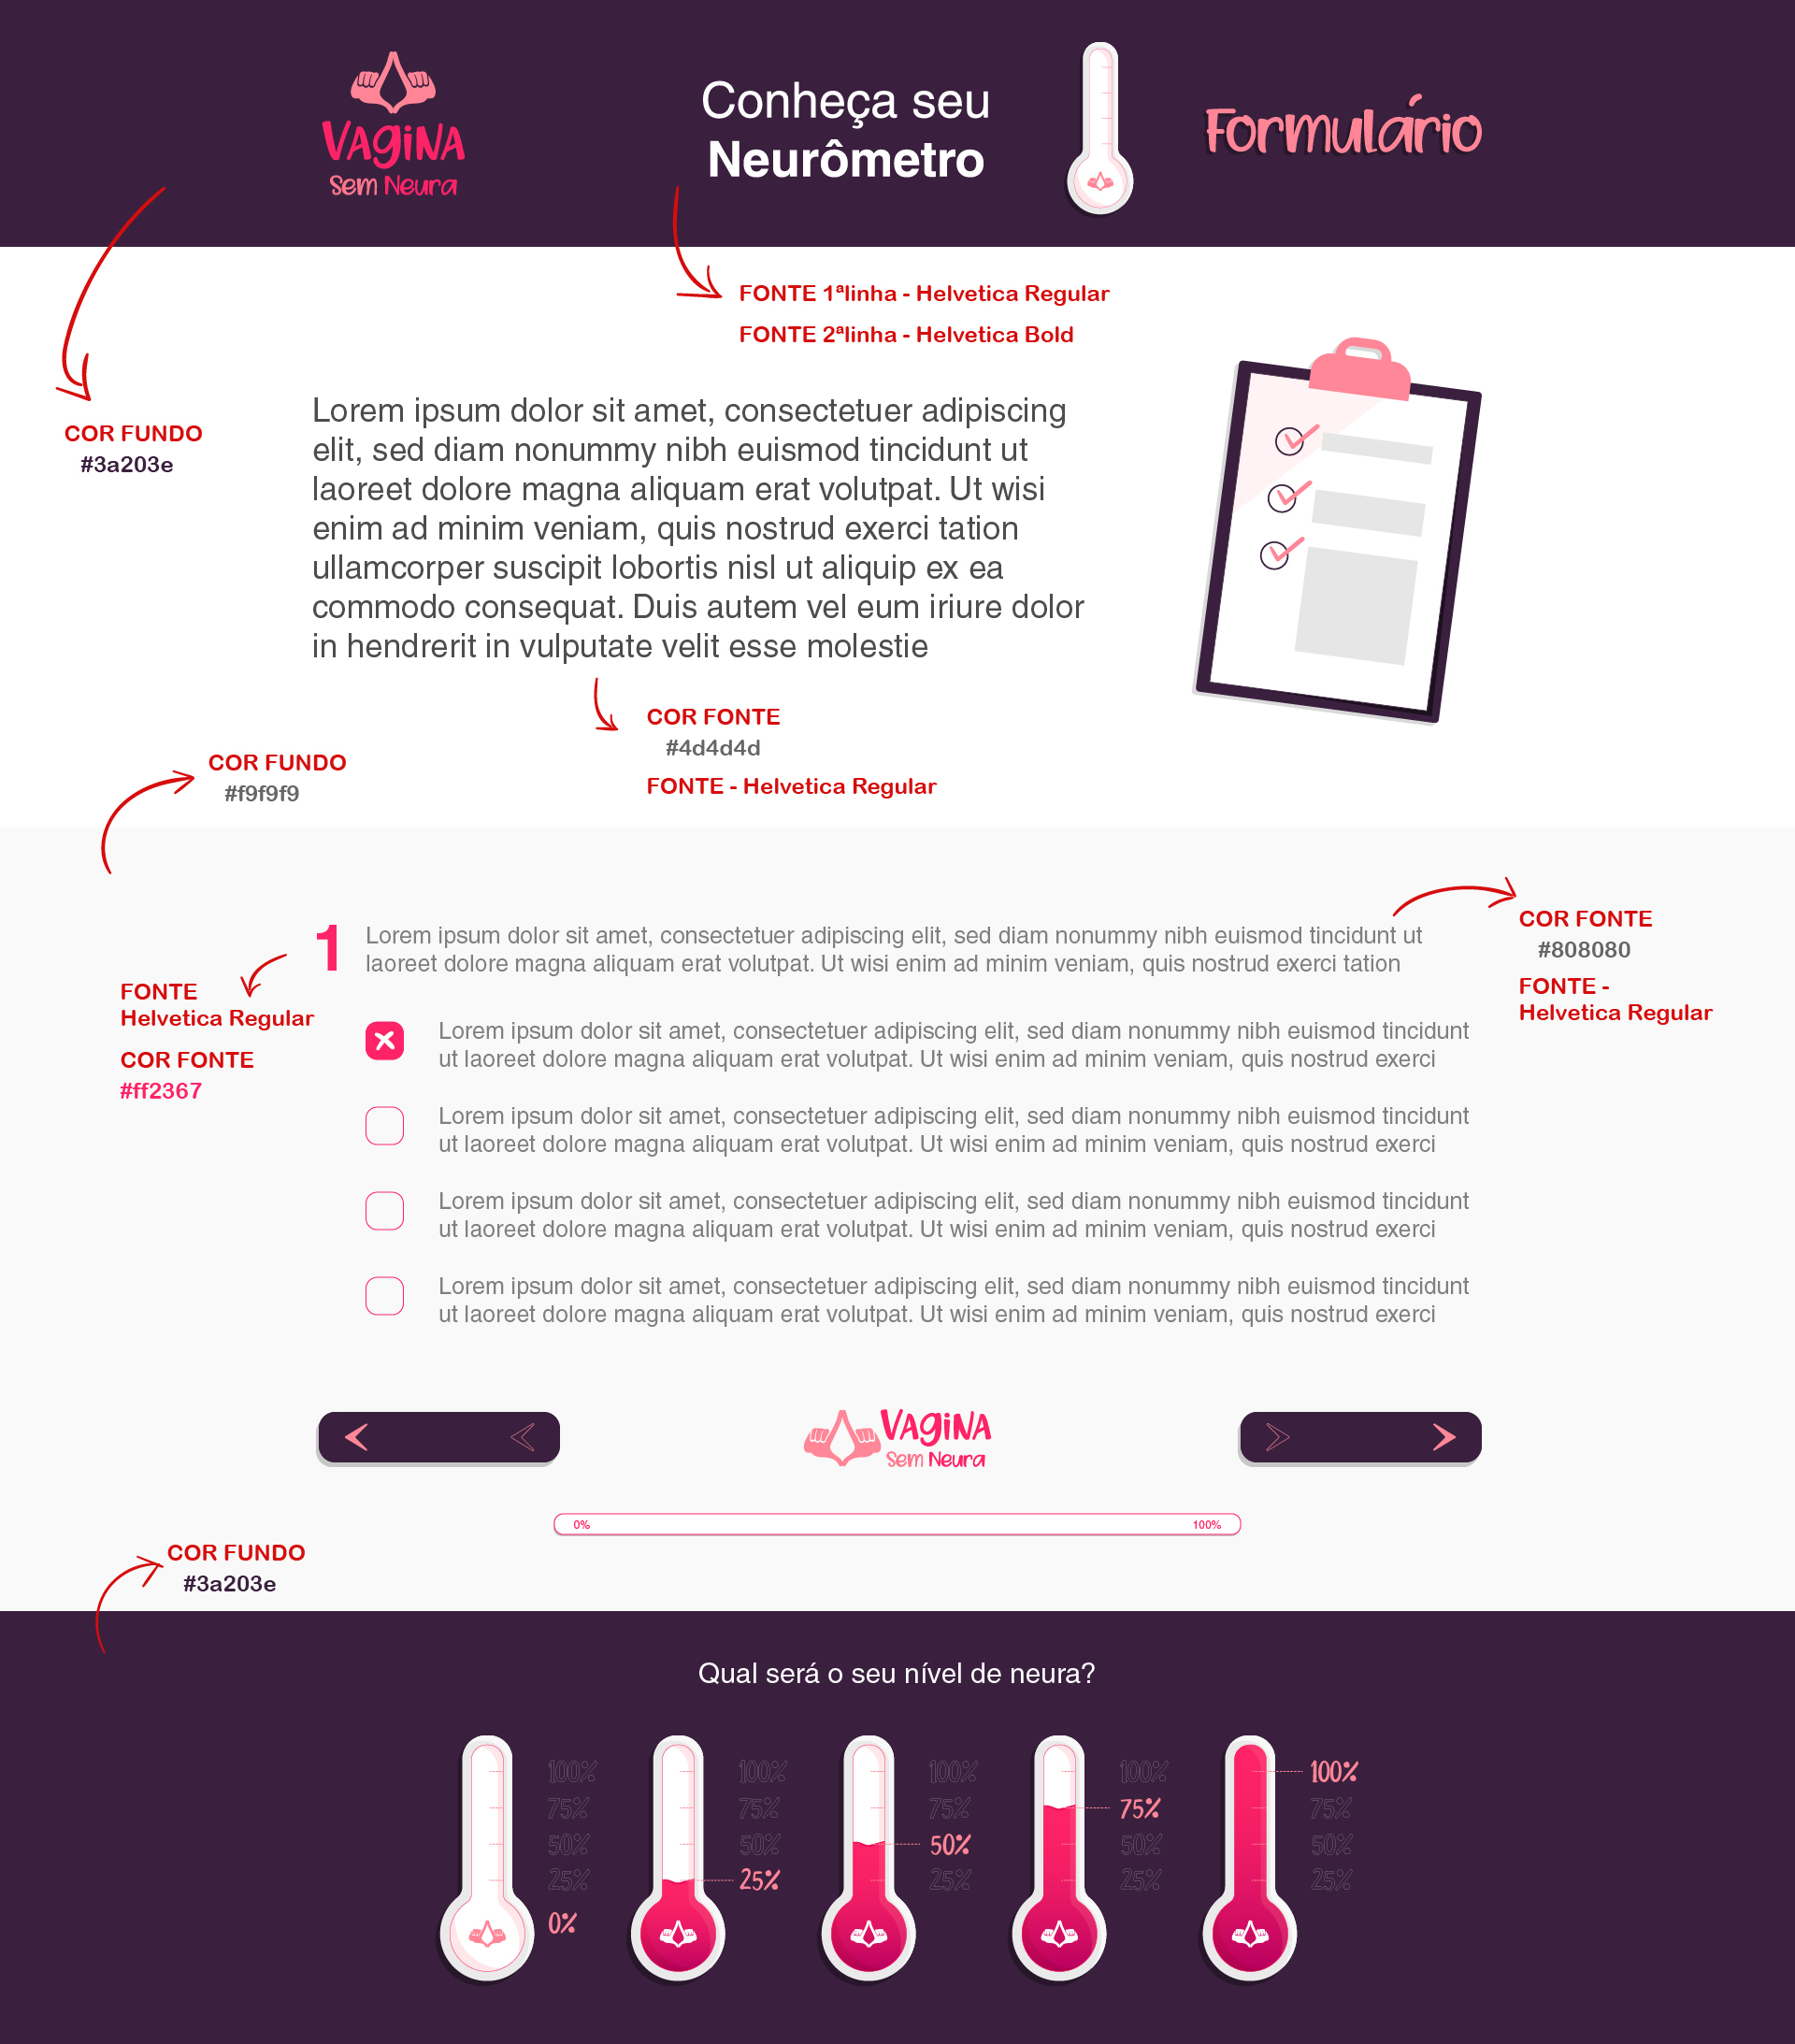 VAGINA
Sem Neura
Conheça seu
Neurômetro
Formulário
FONTE 1ªlinha - Helvetica Regular
FONTE 2ªlinha - Helvetica Bold
COR FUNDO
#3a203e
Lorem ipsum dolor sit amet, consectetuer adipiscing
elit, sed diam nonummy nibh euismod tincidunt ut
laoreet dolore magna aliquam erat volutpat. Ut wisi
enim ad minim veniam, quis nostrud exerci tation
ullamcorper suscipit lobortis nisl ut aliquip ex ea
commodo consequat. Duis autem vel eum iriure dolor
in hendrerit in vulputate velit esse molestie
COR FONTE
#4d4d4d
FONTE - Helvetica Regular
COR FUNDO
#f9f9f9
1
Lorem ipsum dolor sit amet, consectetuer adipiscing elit, sed diam nonummy nibh euismod tincidunt ut
laoreet dolore magna aliquam erat volutpat. Ut wisi enim ad minim veniam, quis nostrud exerci tation
COR FONTE
#808080
FONTE -
Helvetica Regular
FONTE
Helvetica Regular
COR FONTE
#ff2367
Lorem ipsum dolor sit amet, consectetuer adipiscing elit, sed diam nonummy nibh euismod tincidunt
ut laoreet dolore magna aliquam erat volutpat. Ut wisi enim ad minim veniam, quis nostrud exerci
Lorem ipsum dolor sit amet, consectetuer adipiscing elit, sed diam nonummy nibh euismod tincidunt
ut laoreet dolore magna aliquam erat volutpat. Ut wisi enim ad minim veniam, quis nostrud exerci
Lorem ipsum dolor sit amet, consectetuer adipiscing elit, sed diam nonummy nibh euismod tincidunt
ut laoreet dolore magna aliquam erat volutpat. Ut wisi enim ad minim veniam, quis nostrud exerci
Lorem ipsum dolor sit amet, consectetuer adipiscing elit, sed diam nonummy nibh euismod tincidunt
ut laoreet dolore magna aliquam erat volutpat. Ut wisi enim ad minim veniam, quis nostrud exerci
VAGINA
Sem Neura
0% 100%
COR FUNDO
#3a203e
Qual será o seu nível de neura?
100% 100% 100% 100% 100%
75% 75% 75% 75% 75%
50% 50% 50% 50% 50%
25% 25% 25% 25% 25%
0%